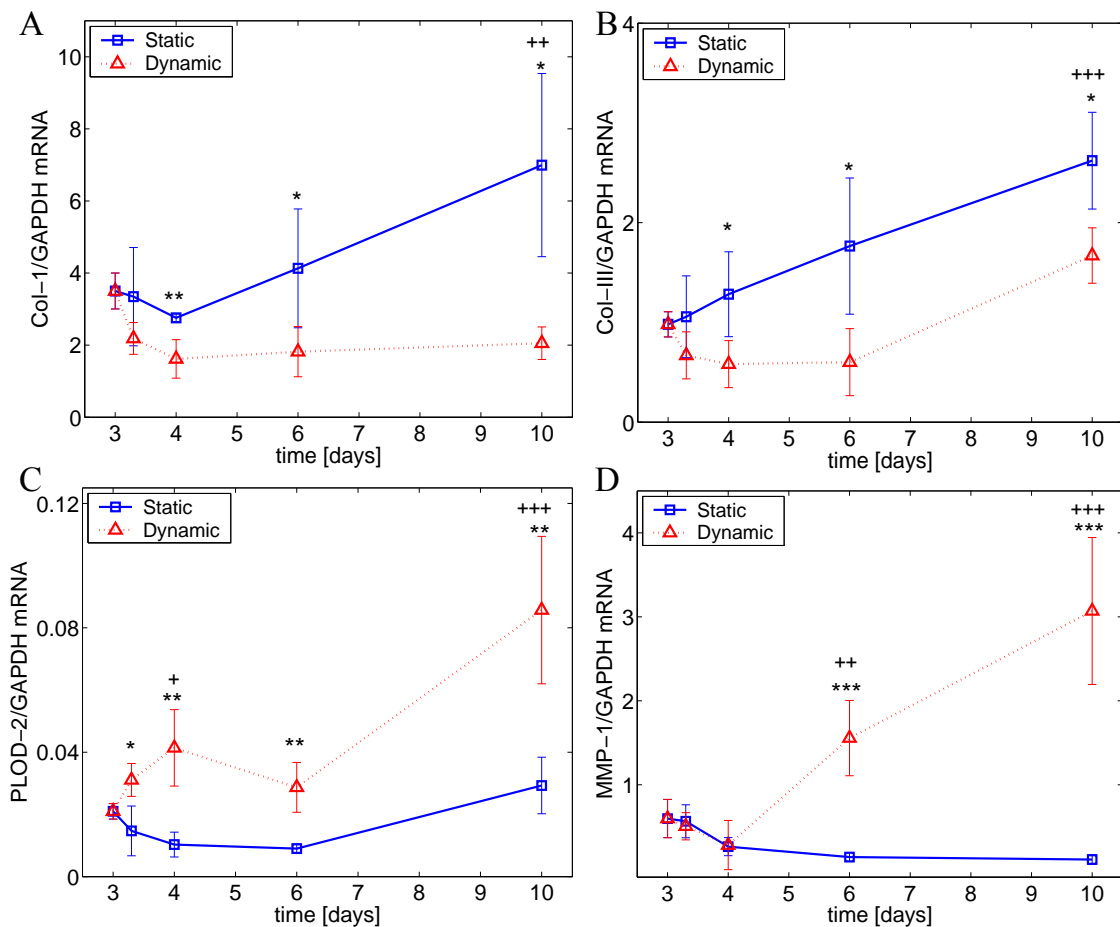 A
Col-1/GAPDH mRNA
Static
Dynamic
10
8
6
4
2
0
**
*
++
*
3 4 5 6 7 8 9 10
time [days]
B
Col-III/GAPDH mRNA
Static
Dynamic
4
2
0
*
*
+++
*
3 4 5 6 7 8 9 10
time [days]
C
PLOD-2/GAPDH mRNA
Static
Dynamic
0.12
0.08
0.04
0
*
+
**
**
+++
**
3 4 5 6 7 8 9 10
time [days]
D
MMP-1/GAPDH mRNA
Static
Dynamic
4
3
2
1
++
***
+++
***
3 4 5 6 7 8 9 10
time [days]